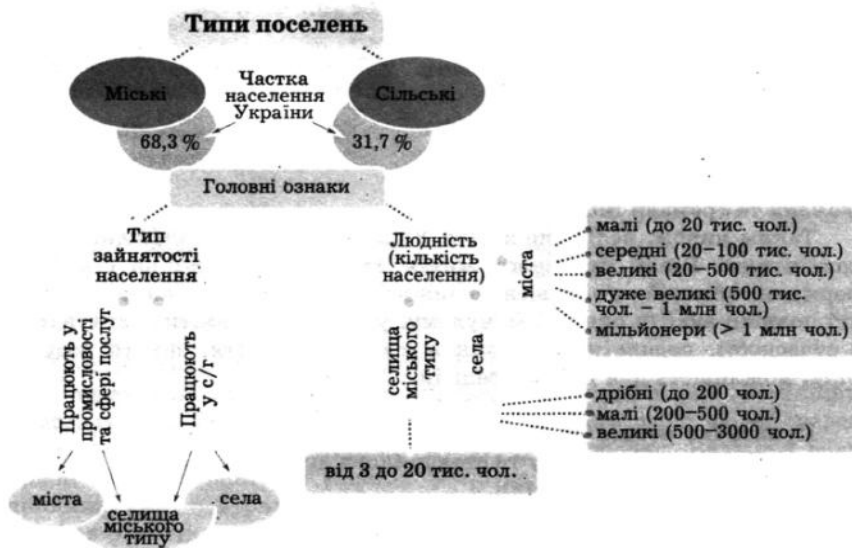 Типи поселень
Міські
Частка
населення
України
Сільські
68,3 %
31,7 %
Головні ознаки
Тип
зайнятості
населення
Людність
(кількість
населення)
міста
малі (до 20 тис. чол.)
середні (20–100 тис. чол.)
великі (20–500 тис. чол.)
дуже великі (500 тис.
чол. – 1 млн чол.)
мільйонери (> 1 млн чол.)
Працюють у
промисловості
та сфері послуг
Працюють
у с/г
селища
міського
типу
села
дрібні (до 200 чол.)
малі (200–500 чол.)
великі (500–3000 чол.)
від 3 до 20 тис. чол.
міста
селища
міського
типу
села